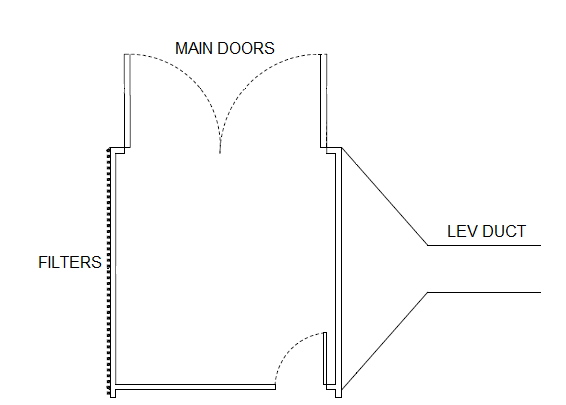 MAIN DOORS
LEV DUCT
FILTERS